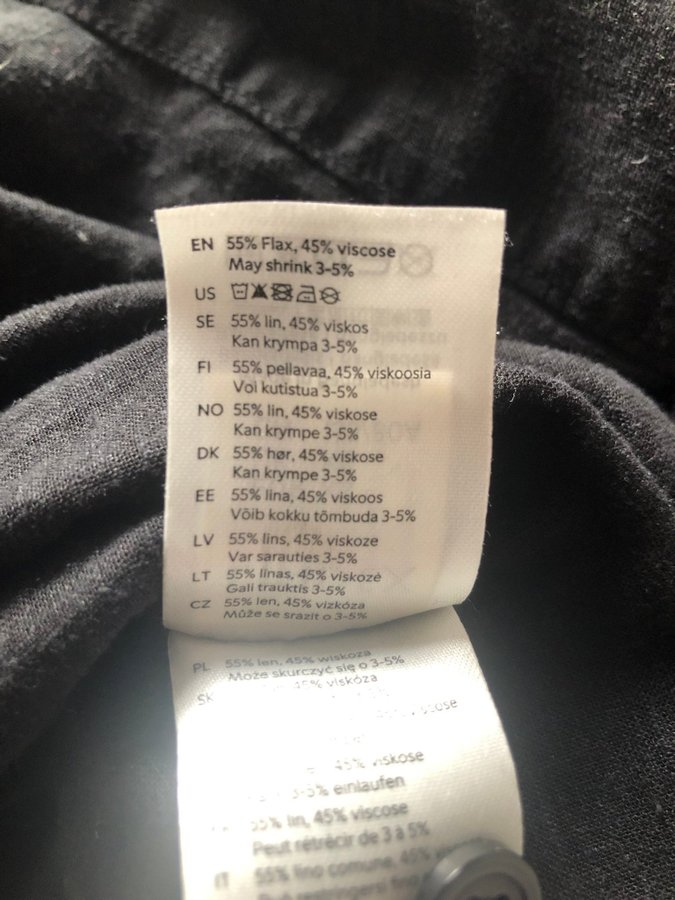 EN 55% Flax, 45% viscose
May shrink 3-5%
US
SE 55% lin, 45% viskos
Kan krympa 3-5%
FI 55% pellavaa, 45% viskoosia
Voi kutistua 3-5%
NO 55% lin, 45% viskose
Kan krympe 3-5%
DK 55% hør, 45% viskose
Kan krympe 3-5%
EE 55% lina, 45% viskoos
Võib kokku tõmbuda 3-5%
LV 55% lins, 45% viskoze
Var sarauties 3-5%
LT 55% linas, 45% viskozė
Gali trauktis 3-5%
CZ 55% len, 45% vizkóza
Může se srazit o 3-5%
PL 55% len, 45% wiskoza
Może skurczyć się o 3-5%
SK 45% viskóza
45%
3-5% einlaufen
55% lin, 45% viscose
Peut rétrécir de 3 à 5%
IT 55% lino comune, 45%